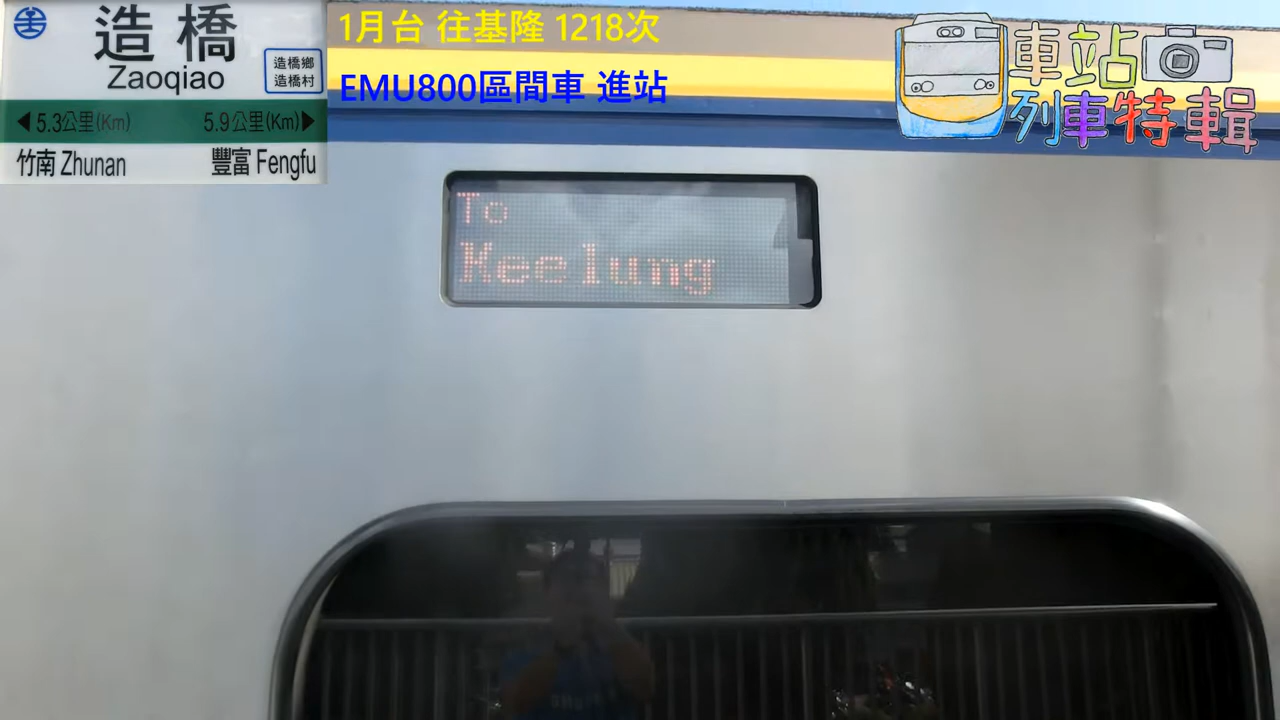 造橋
Zaoqiao
造橋鄉
造橋村
◀5.3公里(Km)
5.9公里(Km)▶
竹南 Zhunan
豐富 Fengfu
1月台 往基隆 1218次
EMU800區間車 進站
車站
列車特輯
To
Keelung